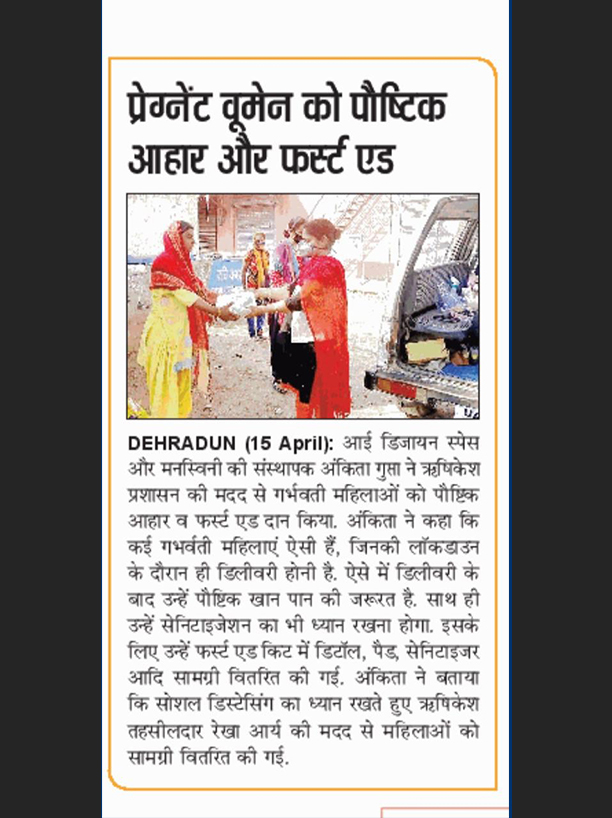 प्रेग्नेंट वूमेन को पौष्टिक
आहार और फर्स्ट एड
DEHRADUN (15 April): आई डिजायन स्पेस
और मनस्विनी की संस्थापक अंकिता गुप्ता ने ऋषिकेश
प्रशासन की मदद से गर्भवती महिलाओं को पौष्टिक
आहार व फर्स्ट एड दान किया. अंकिता ने कहा कि
कई गभर्वती महिलाएं ऐसी हैं, जिनकी लॉकडाउन
के दौरान ही डिलीवरी होनी है. ऐसे में डिलीवरी के
बाद उन्हें पौष्टिक खान पान की जरूरत है. साथ ही
उन्हें सेनिटाइजेशन का भी ध्यान रखना होगा. इसके
लिए उन्हें फर्स्ट एड किट में डिटॉल, पैड, सेनिटाइजर
आदि सामग्री वितरित की गई. अंकिता ने बताया
कि सोशल डिस्टेसिंग का ध्यान रखते हुए ऋषिकेश
तहसीलदार रेखा आर्य की मदद से महिलाओं को
सामग्री वितरित की गई.